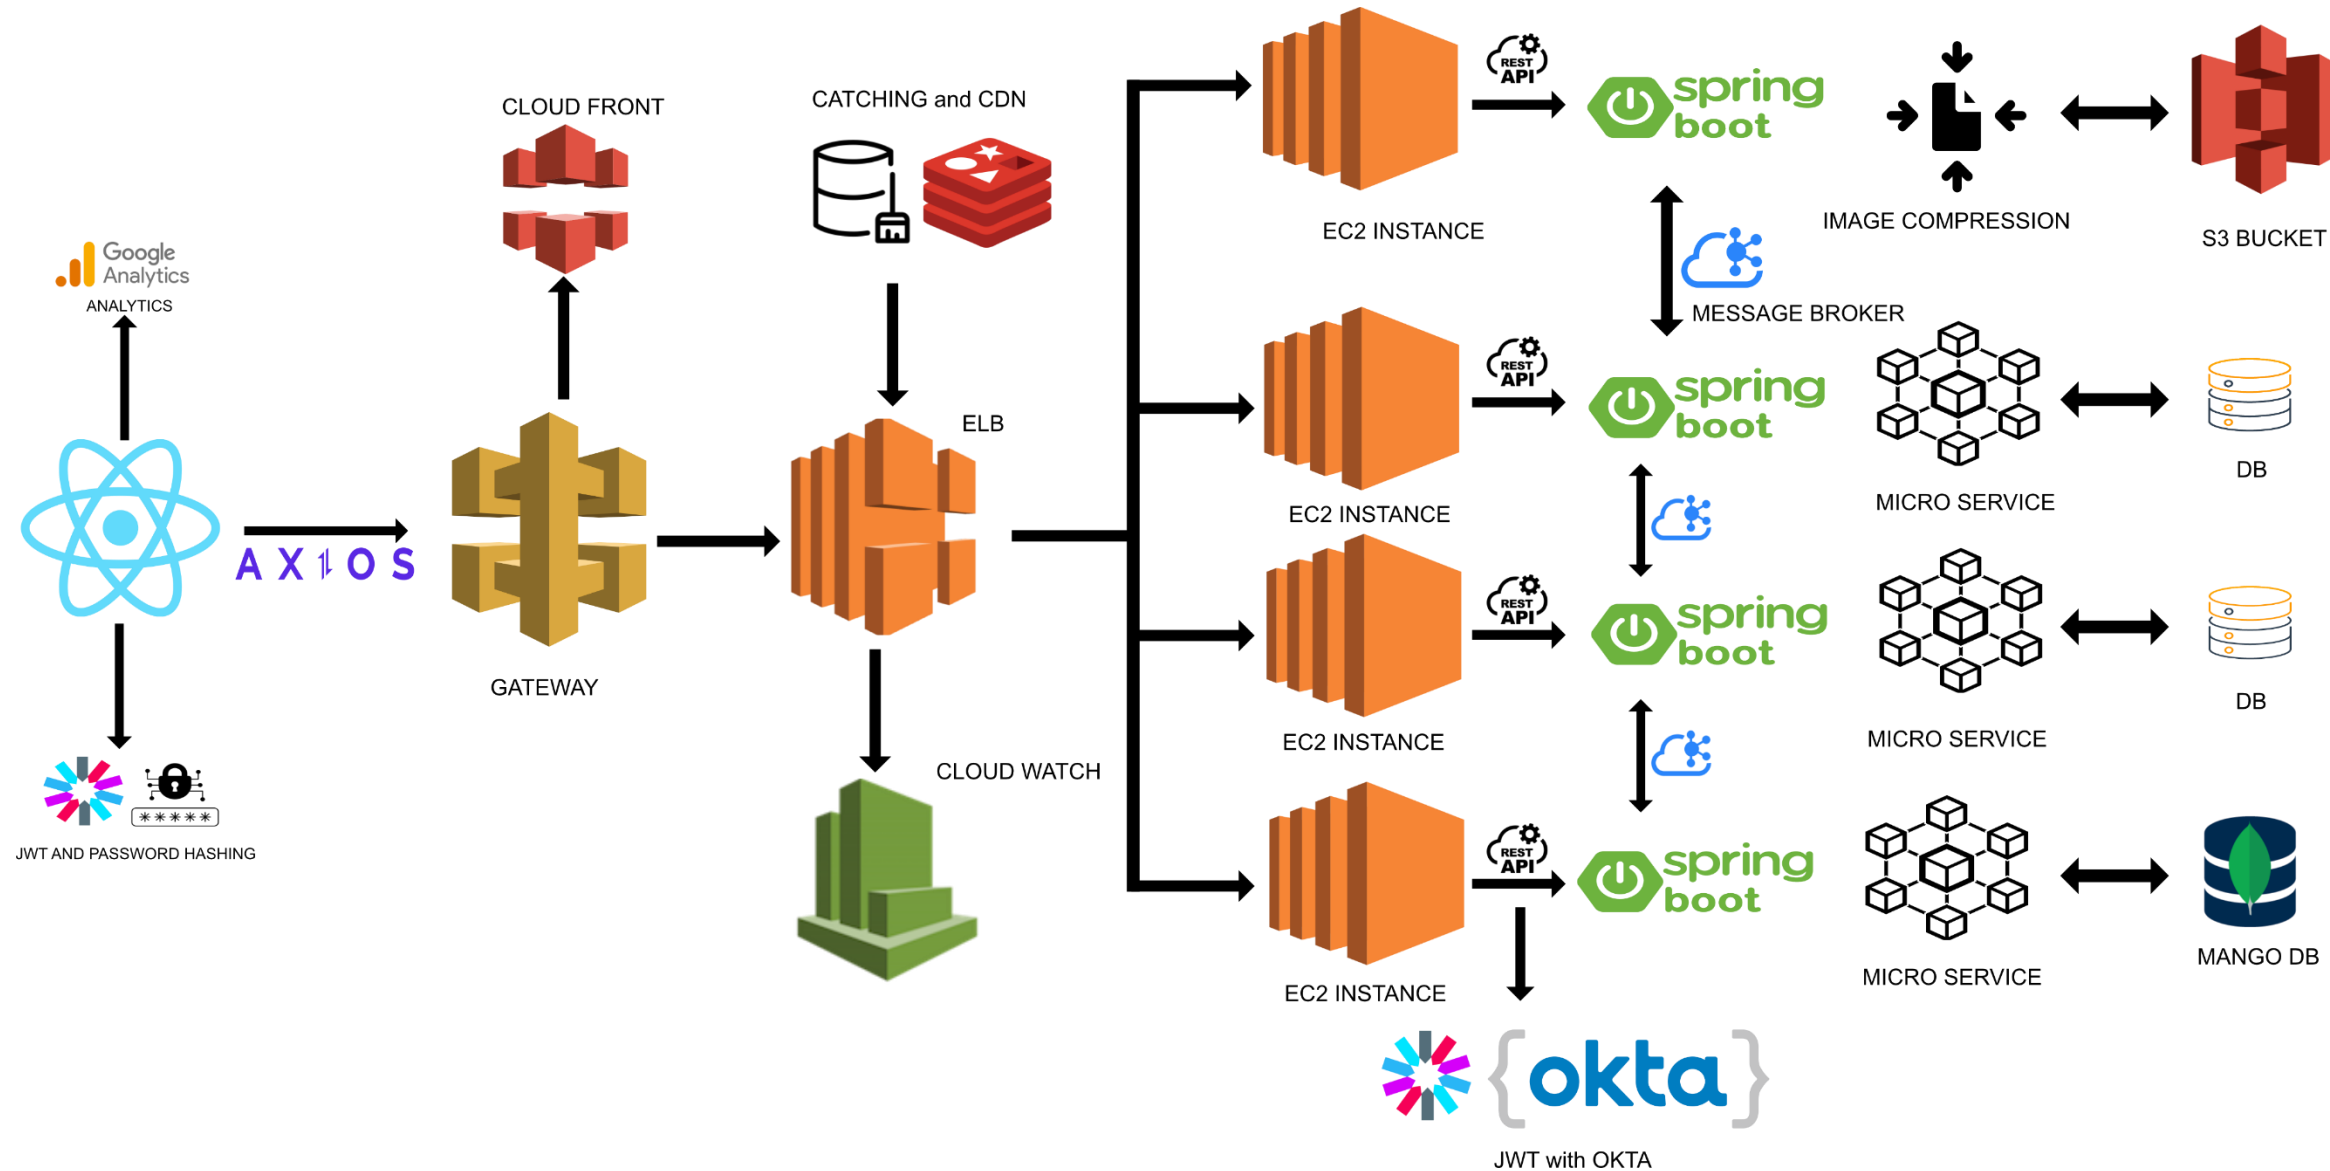 CLOUD FRONT
CATCHING and CDN
Google
Analytics
ANALYTICS
AXIOS
GATEWAY
JWT AND PASSWORD HASHING
*****
ELB
CLOUD WATCH
REST
API
spring
boot
EC2 INSTANCE
IMAGE COMPRESSION
S3 BUCKET
MESSAGE BROKER
REST
API
spring
boot
EC2 INSTANCE
MICRO SERVICE
DB
REST
API
spring
boot
EC2 INSTANCE
MICRO SERVICE
DB
REST
API
spring
boot
EC2 INSTANCE
MICRO SERVICE
MANGO DB
{okta}
JWT with OKTA